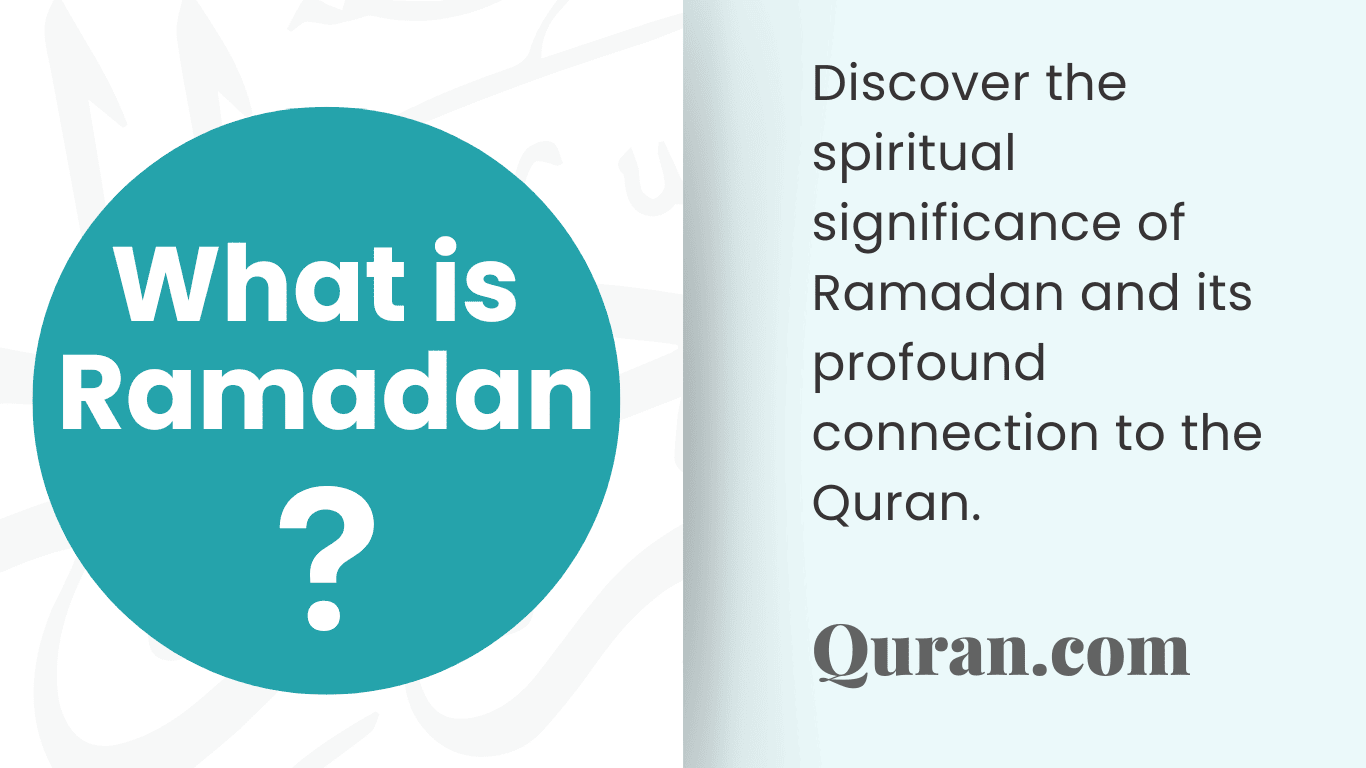 What is
Ramadan
?
Discover the
spiritual
significance of
Ramadan and its
profound
connection to the
Quran.
Quran.com